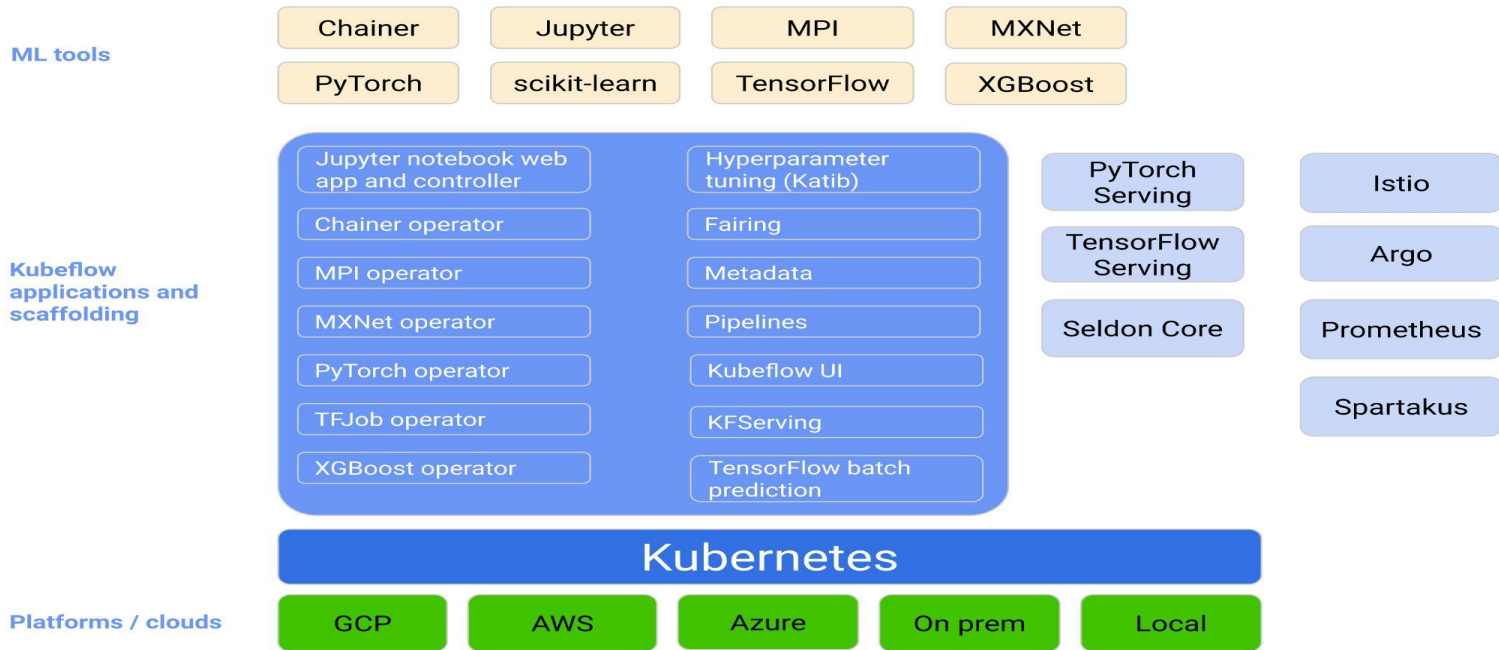 ML tools
Chainer
Jupyter
MPI
MXNet
PyTorch
scikit-learn
TensorFlow
XGBoost
Kubeflow
applications and
scaffolding
Jupyter notebook web
app and controller
Chainer operator
MPI operator
MXNet operator
PyTorch operator
TFJob operator
XGBoost operator
Hyperparameter
tuning (Katib)
Fairing
Metadata
Pipelines
Kubeflow UI
KFServing
TensorFlow batch
prediction
PyTorch
Serving
TensorFlow
Serving
Seldon Core
Istio
Argo
Prometheus
Spartakus
Kubernetes
Platforms / clouds
GCP
AWS
Azure
On prem
Local